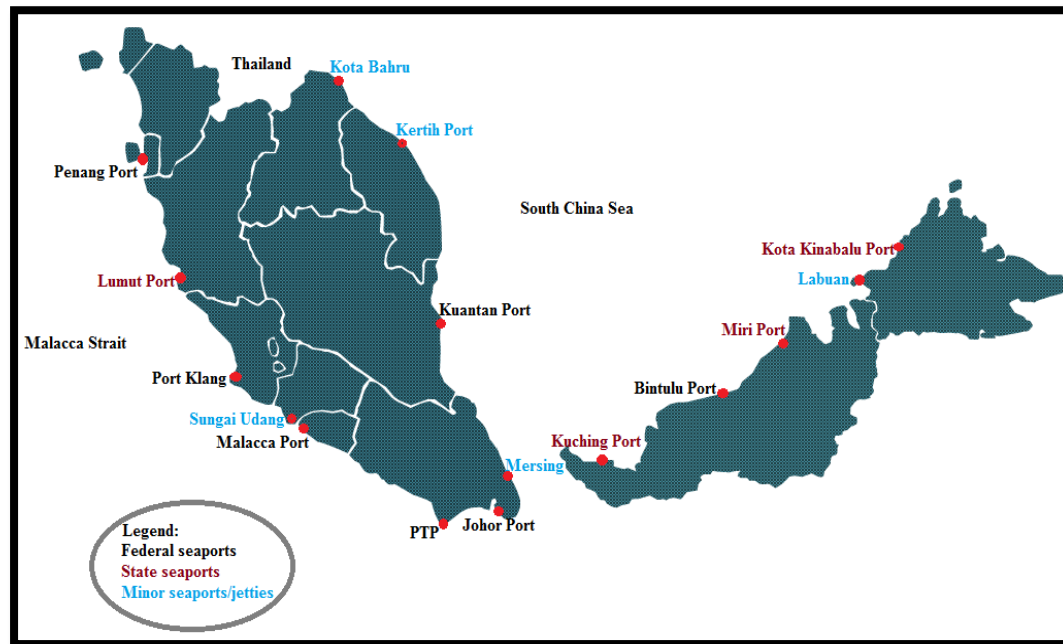 Thailand
Kota Bahru
Kertih Port
Penang Port
South China Sea
Kota Kinabalu Port
Lumut Port
Labuan
Kuantan Port
Miri Port
Malacca Strait
Port Klang
Bintulu Port
Sungai Udang
Malacca Port
Kuching Port
Mersing
Johor Port
PTP
Legend:
Federal seaports
State seaports
Minor seaports/jetties